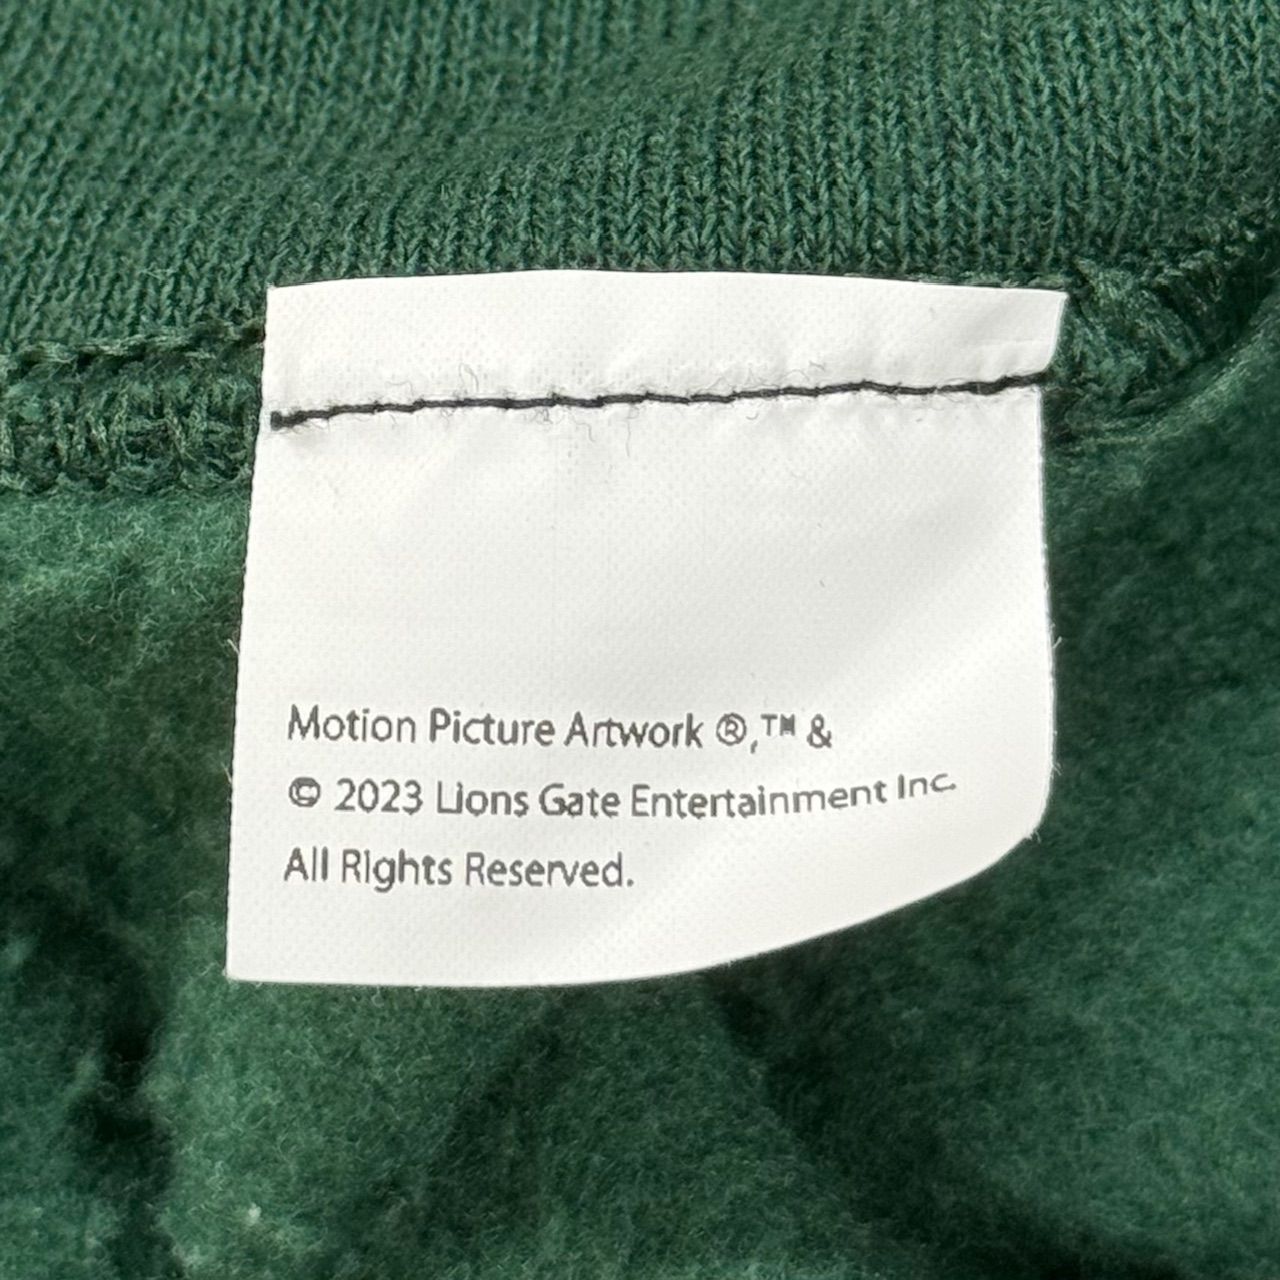 Motion Picture Artwork ®,™ &
© 2023 Lions Gate Entertainment Inc.
All Rights Reserved.